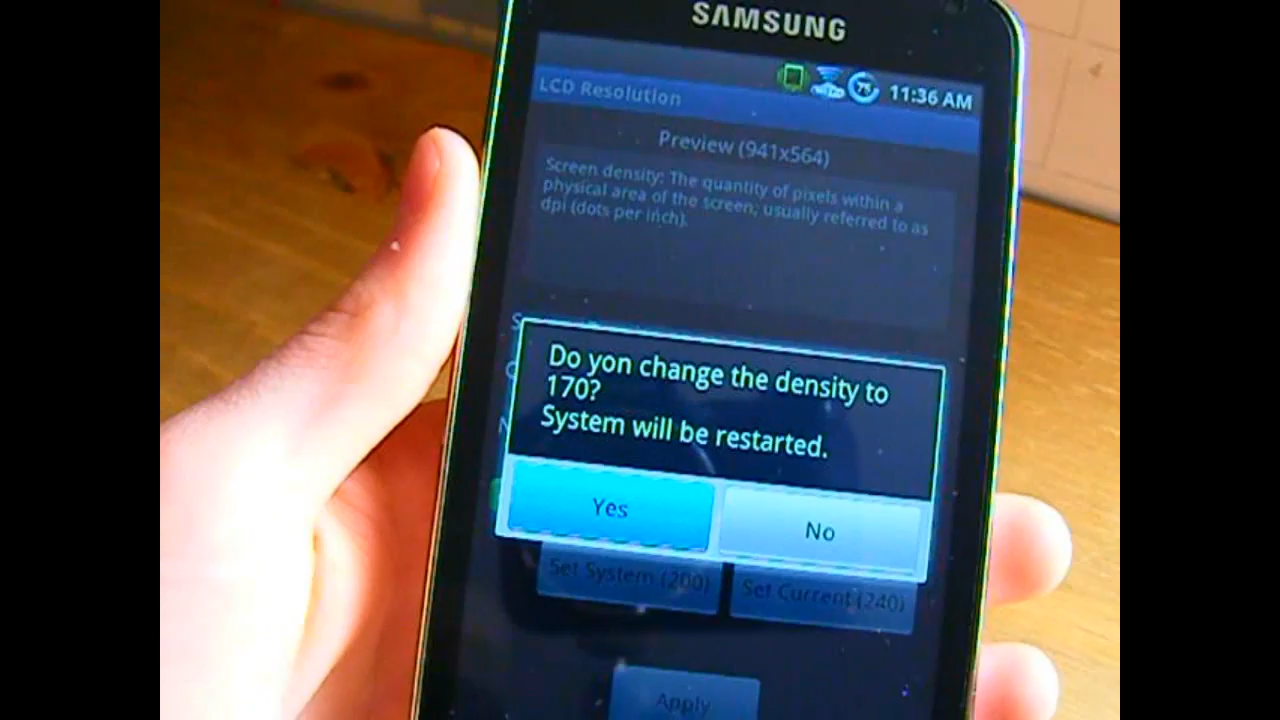 SAMSUNG
75
11:36 AM
LCD Resolution
Preview (941x564)
Screen density: The quantity of pixels within a
physical area of the screen, usually referred to as
dpi (dots per inch).
Do yon change the density to
170?
System will be restarted.
Yes
No
Set System (200)
Set Current (240)
Apply